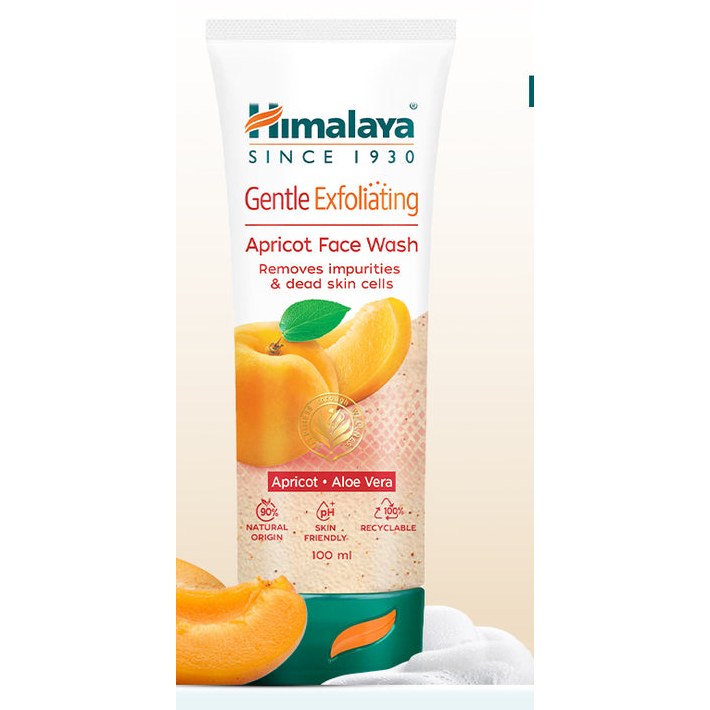 Himalaya®
SINCE 1930
Gentle Exfoliating
Apricot Face Wash
Removes impurities
& dead skin cells
Apricot • Aloe Vera
90%
NATURAL
ORIGIN
pH
SKIN
FRIENDLY
100%
RECYCLABLE
100 ml